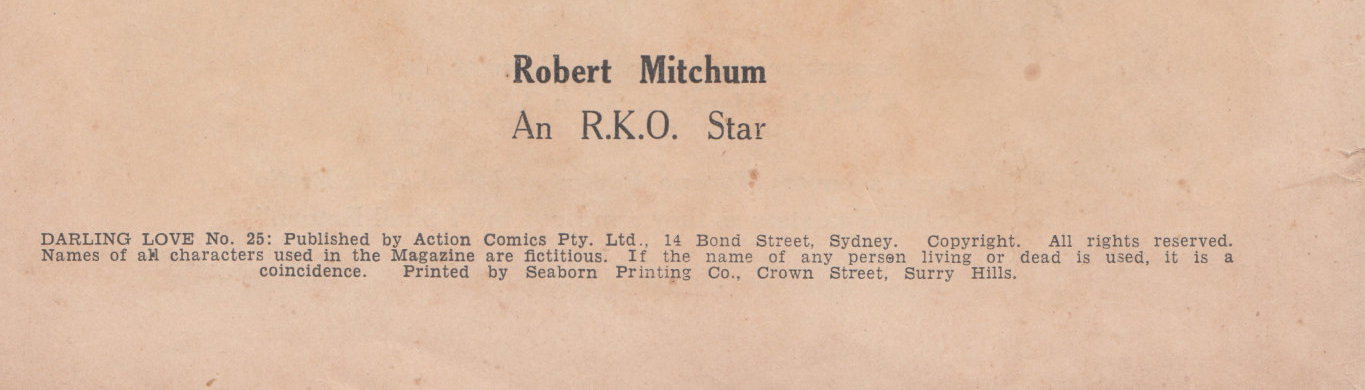 Robert Mitchum
An R.K.O. Star
DARLING LOVE No. 25: Published by Action Comics Pty. Ltd., 14 Bond Street, Sydney. Copyright. All rights reserved.
Names of all characters used in the Magazine are fictitious. If the name of any person living or dead is used, it is a
coincidence. Printed by Seaborn Printing Co., Crown Street, Surry Hills.